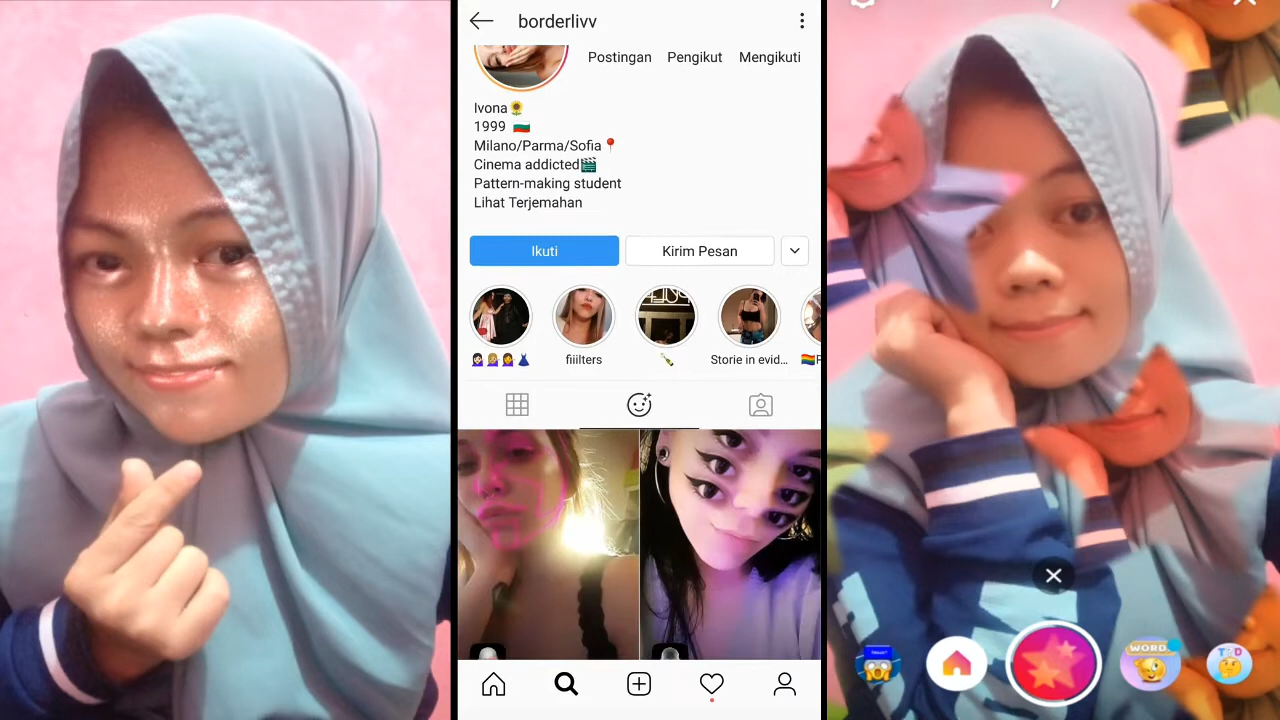 borderlivv
Postingan Pengikut Mengikuti
Ivona🌻
1999 🇧🇬
Milano/Parma/Sofia📍
Cinema addicted🎬
Pattern-making student
Lihat Terjemahan
Ikuti Kirim Pesan
fiiilters Storie in evid...
WORD